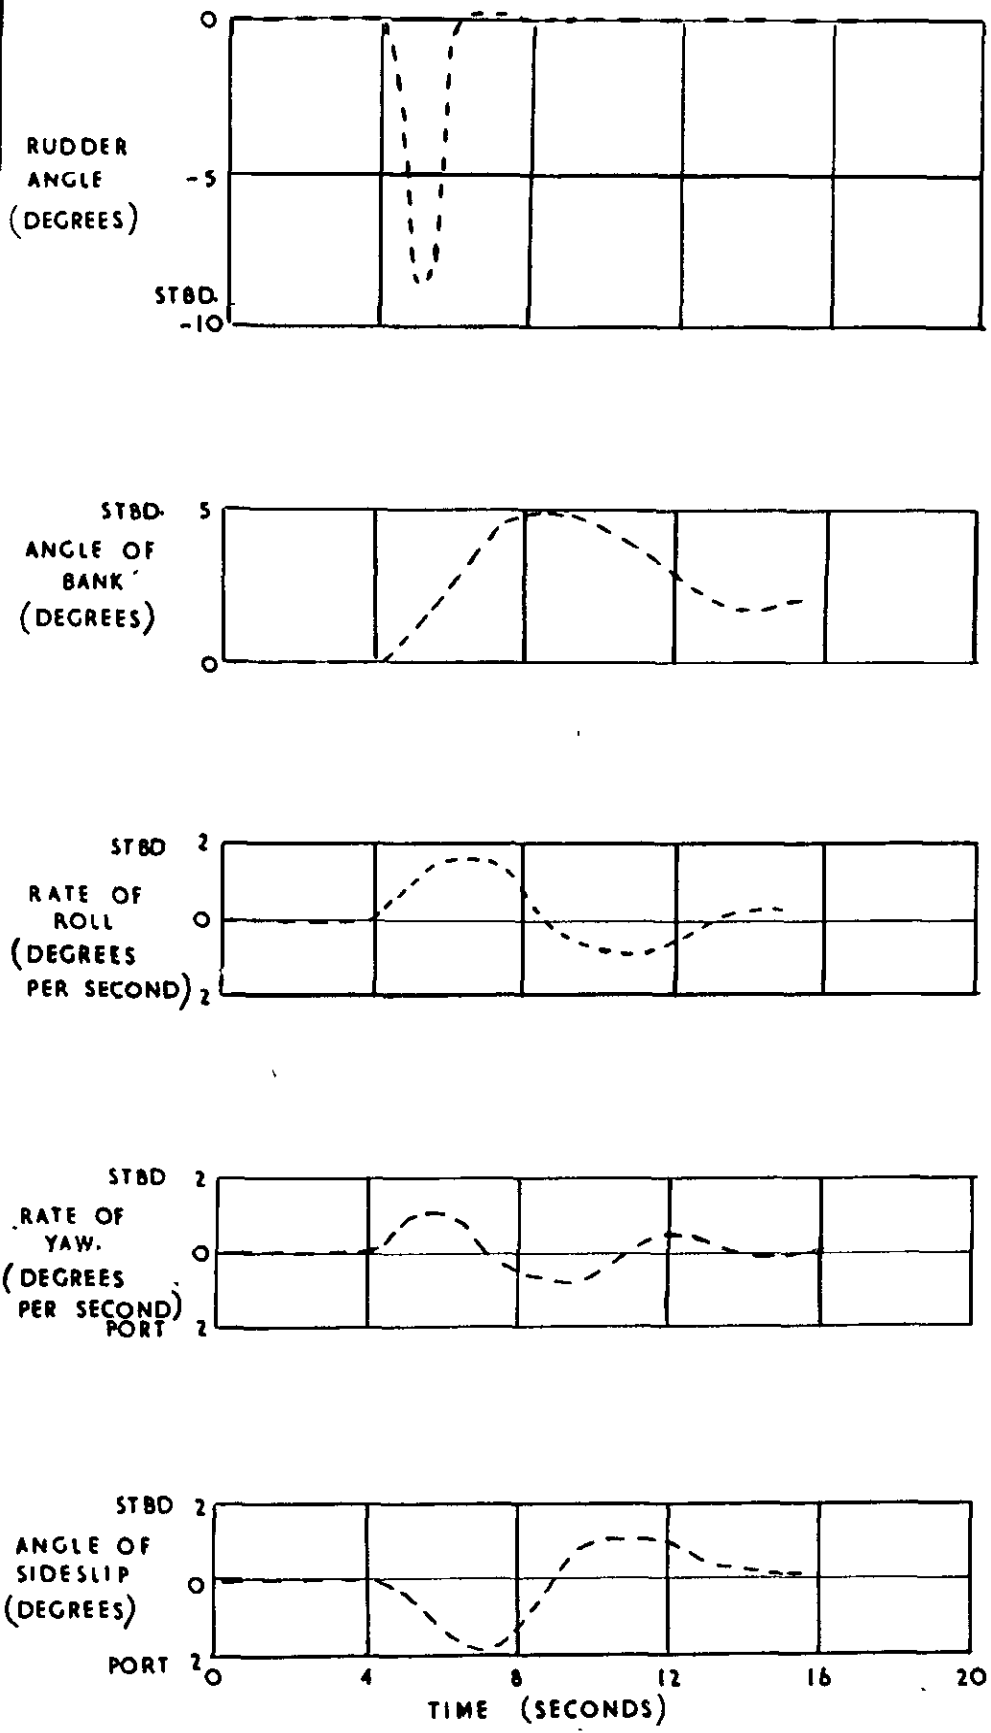 0
RUDDER
ANGLE
-5
(DEGREES)
STBD.
-10
STBD. 5
ANGLE OF
BANK
(DEGREES)
0
STBD 2
RATE OF
ROLL 0
(DEGREES
PER SECOND) 2
STBD 2
RATE OF
YAW. 0
(DEGREES
PER SECOND)
PORT 2
STBD 2
ANGLE OF
SIDESLIP 0
(DEGREES)
PORT 2
0 4 8 12 16 20
TIME (SECONDS)